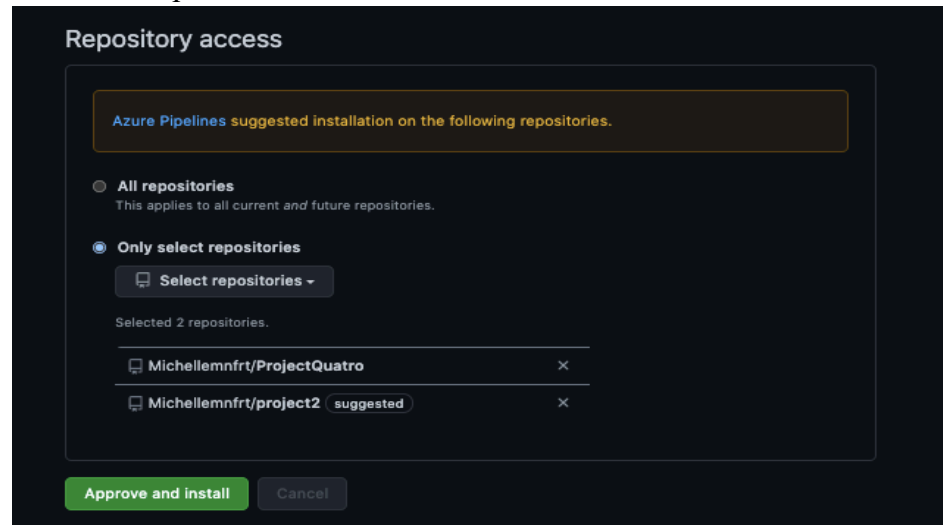 Repository access
Azure Pipelines suggested installation on the following repositories.
All repositories
This applies to all current and future repositories.
Only select repositories
Select repositories
Selected 2 repositories.
Michellemnfrt/ProjectQuatro
Michellemnfrt/project2 suggested
Approve and install Cancel